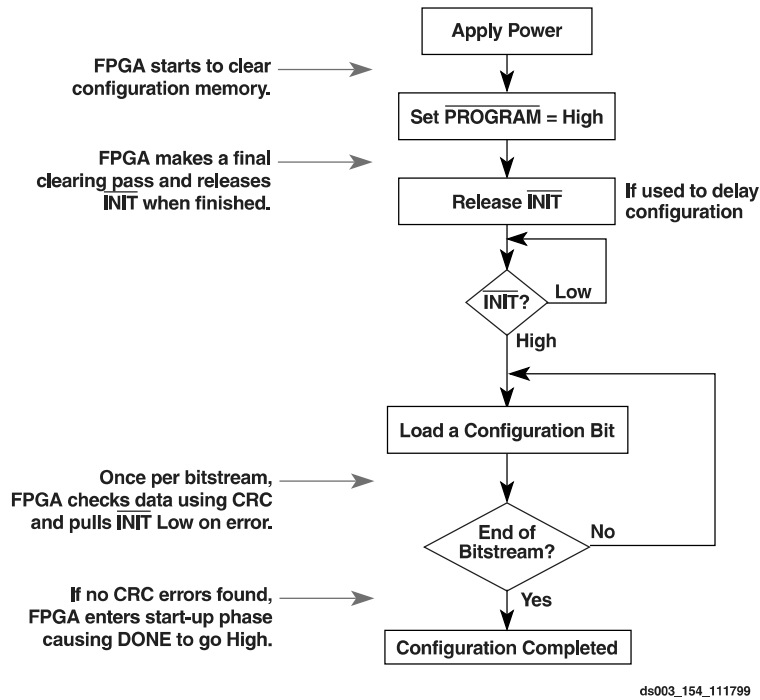 Apply Power
FPGA starts to clear
configuration memory.
Set PROGRAM = High
FPGA makes a final
clearing pass and releases
INIT when finished.
Release INIT
If used to delay
configuration
INIT?
Low
High
Load a Configuration Bit
Once per bitstream,
FPGA checks data using CRC
and pulls INIT Low on error.
End of
Bitstream?
No
Yes
If no CRC errors found,
FPGA enters start-up phase
causing DONE to go High.
Configuration Completed
ds003_154_111799